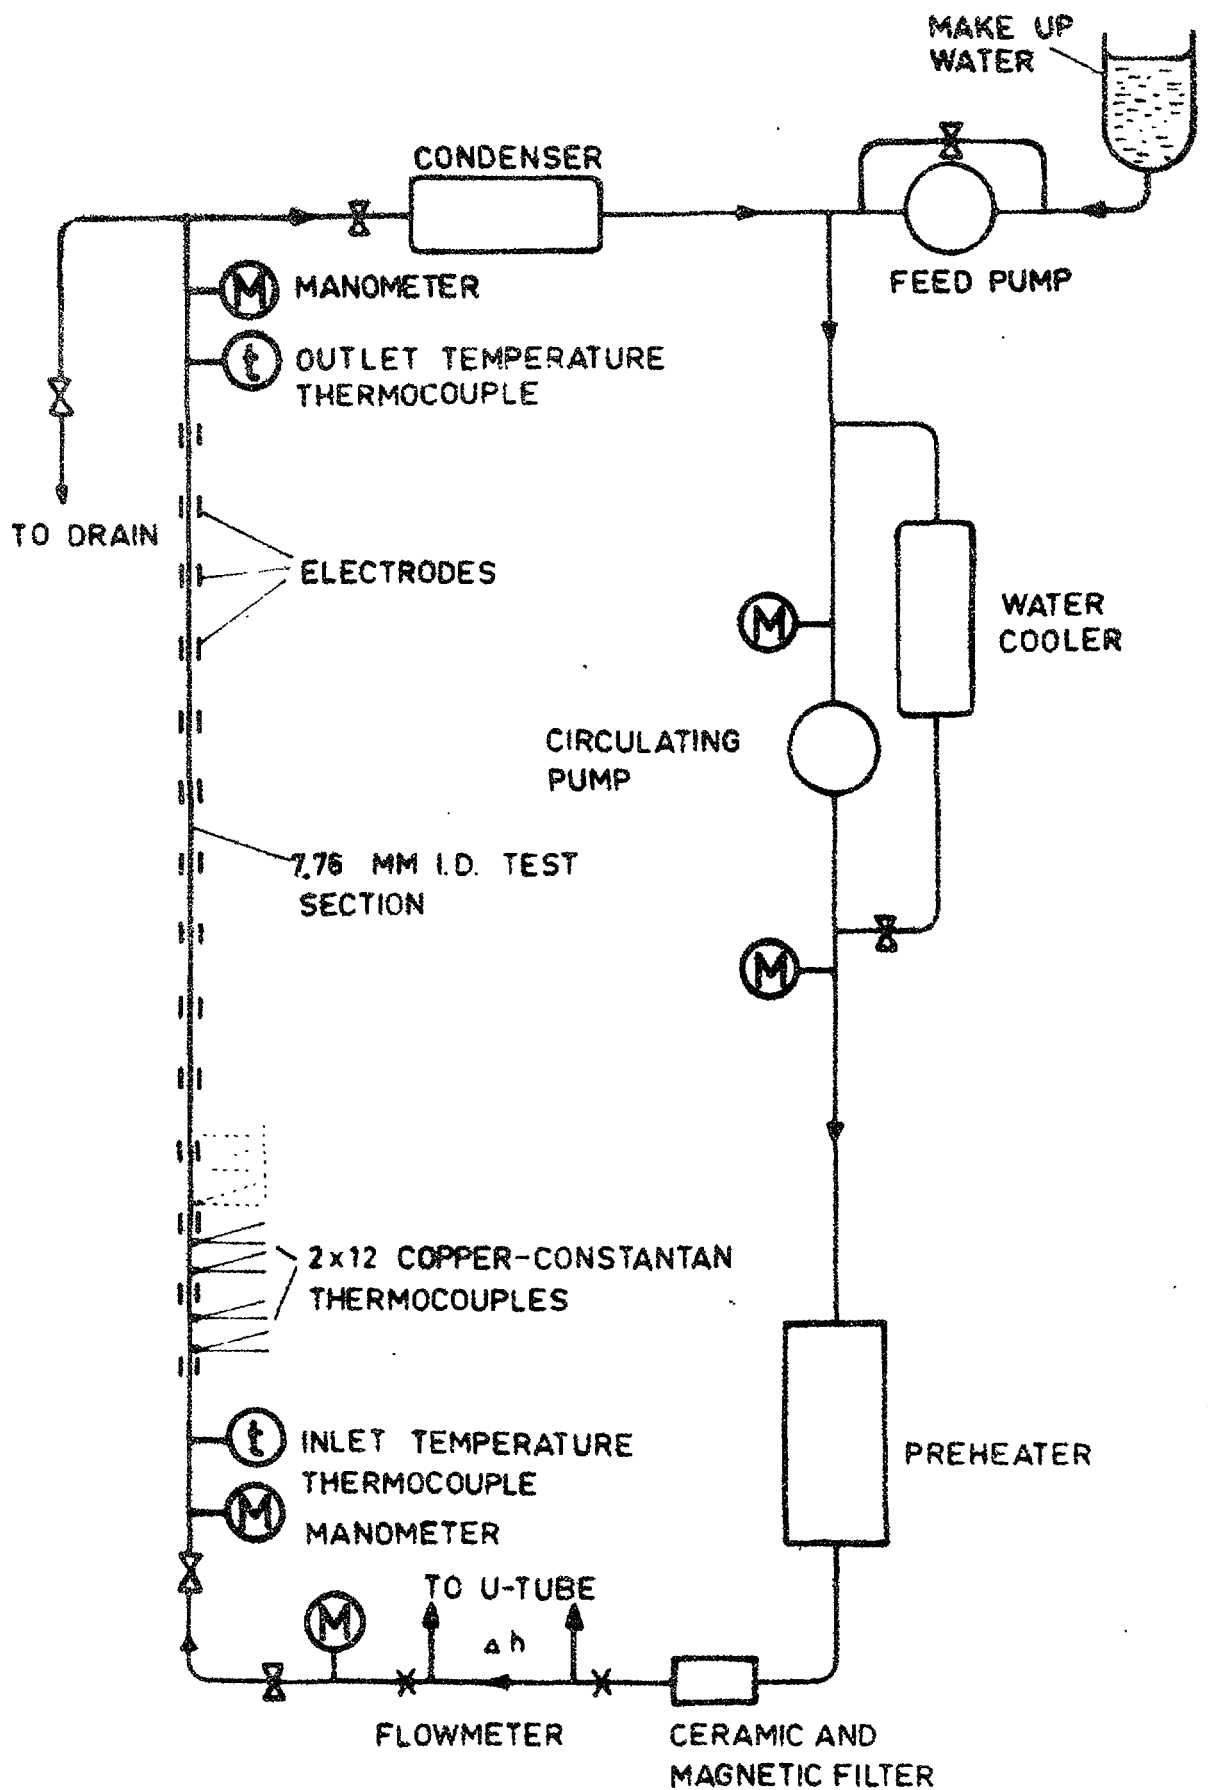 MAKE UP
WATER
CONDENSER
FEED PUMP
M MANOMETER
t OUTLET TEMPERATURE
THERMOCOUPLE
TO DRAIN
ELECTRODES
WATER
COOLER
M
CIRCULATING
PUMP
7.76 MM I.D. TEST
SECTION
M
2x12 COPPER-CONSTANTAN
THERMOCOUPLES
t INLET TEMPERATURE
THERMOCOUPLE
M MANOMETER
PREHEATER
TO U-TUBE
M
Δh
FLOWMETER
CERAMIC AND
MAGNETIC FILTER